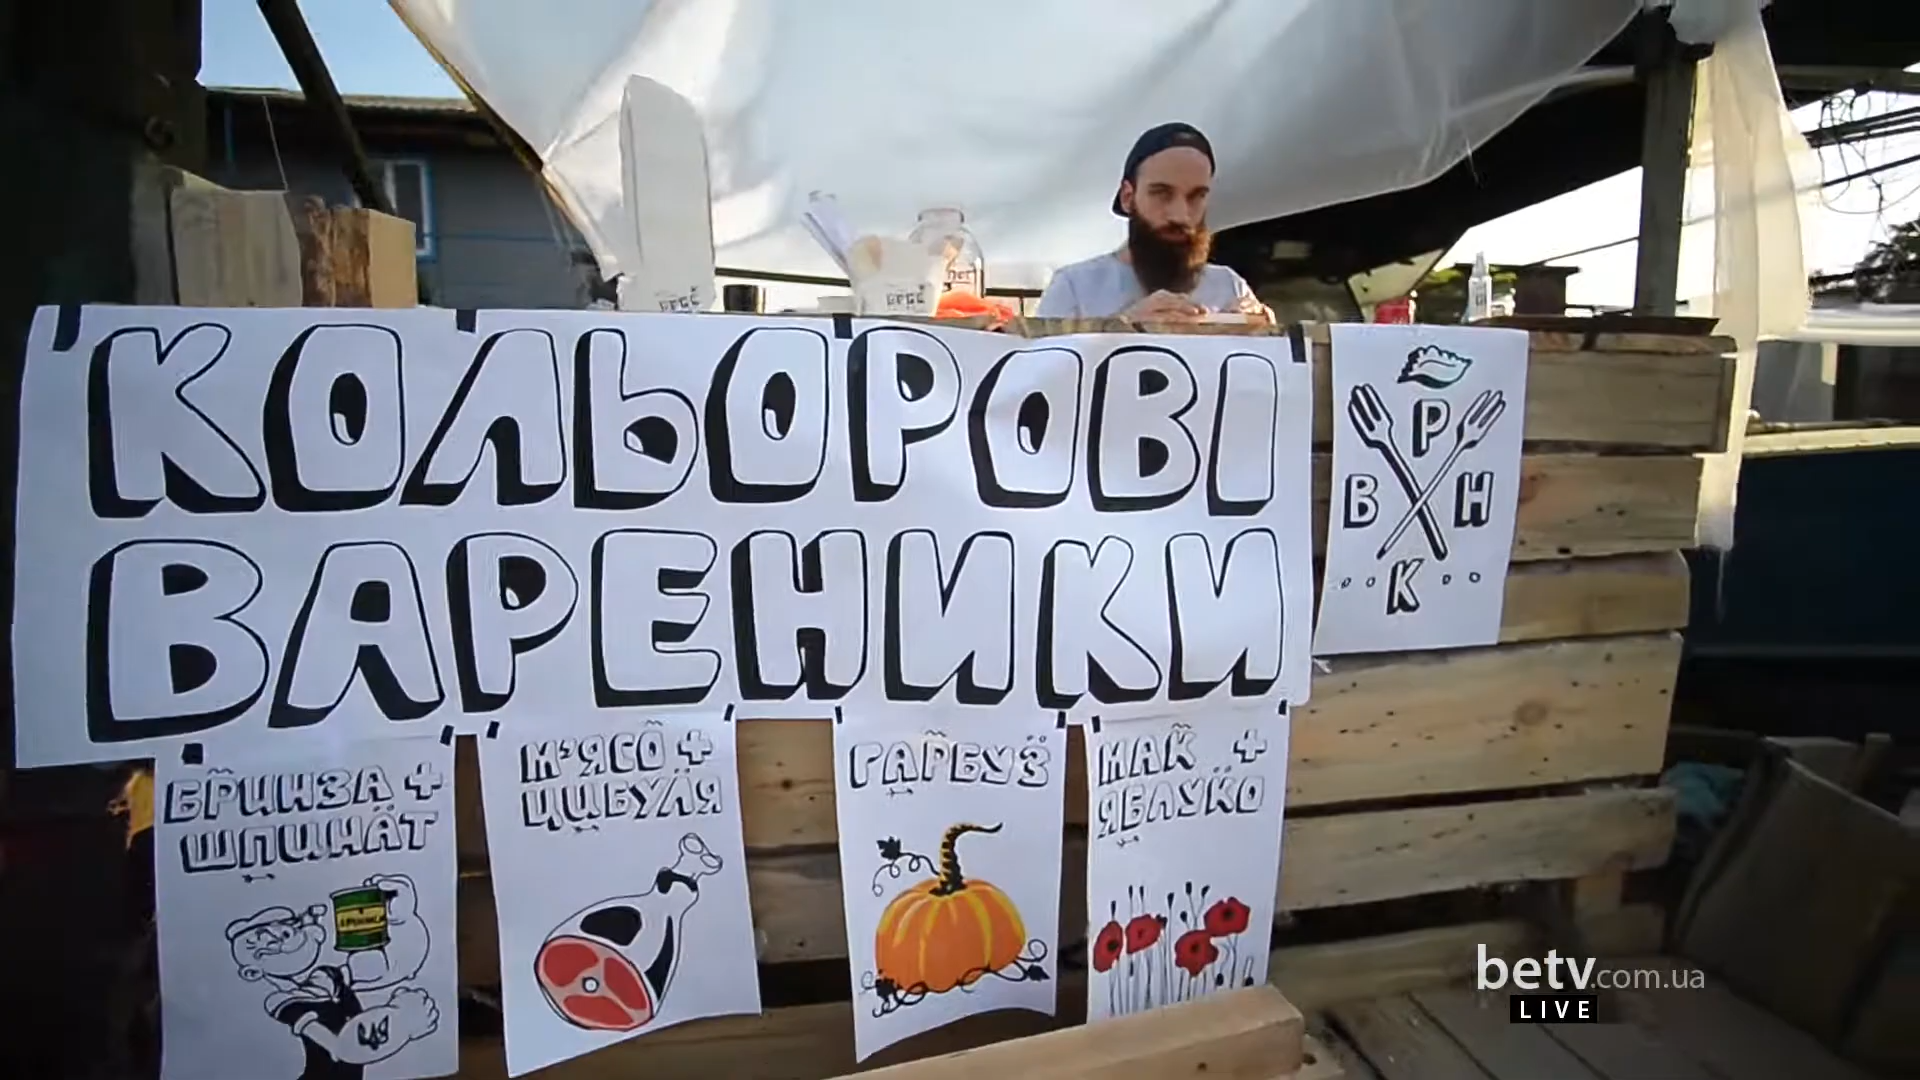 КОЛЬОРОВІ
ВАРЕНИКИ
Р
В Н
К
БРИНЗА +
ШПИНАТ
М'ЯСО +
ЦИБУЛЯ
ГАРБУЗ
МАК +
ЯБЛУКО
betv.com.ua
LIVE